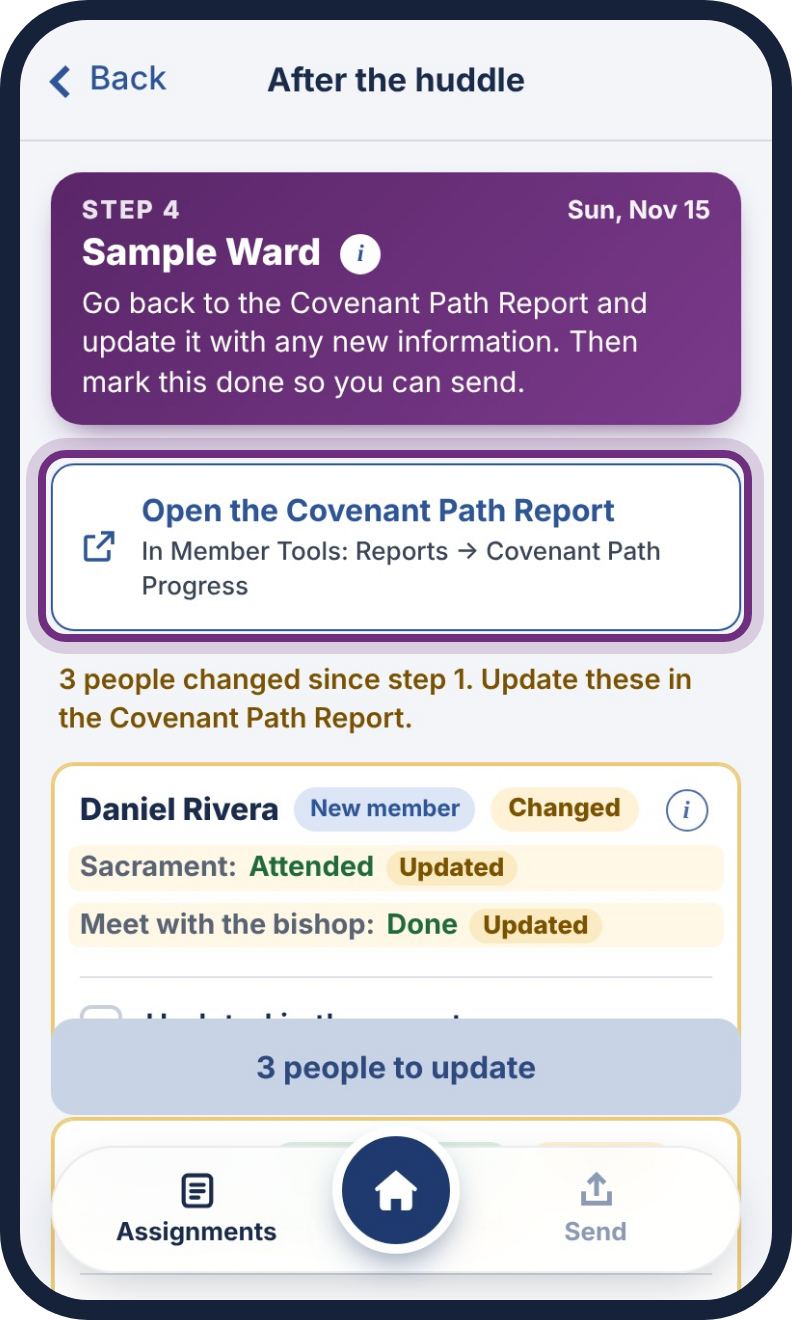 Back
After the huddle
STEP 4
Sun, Nov 15
Sample Ward i
Go back to the Covenant Path Report and
update it with any new information. Then
mark this done so you can send.
Open the Covenant Path Report
In Member Tools: Reports → Covenant Path
Progress
3 people changed since step 1. Update these in
the Covenant Path Report.
Daniel Rivera New member Changed i
Sacrament: Attended Updated
Meet with the bishop: Done Updated
3 people to update
Assignments
Send